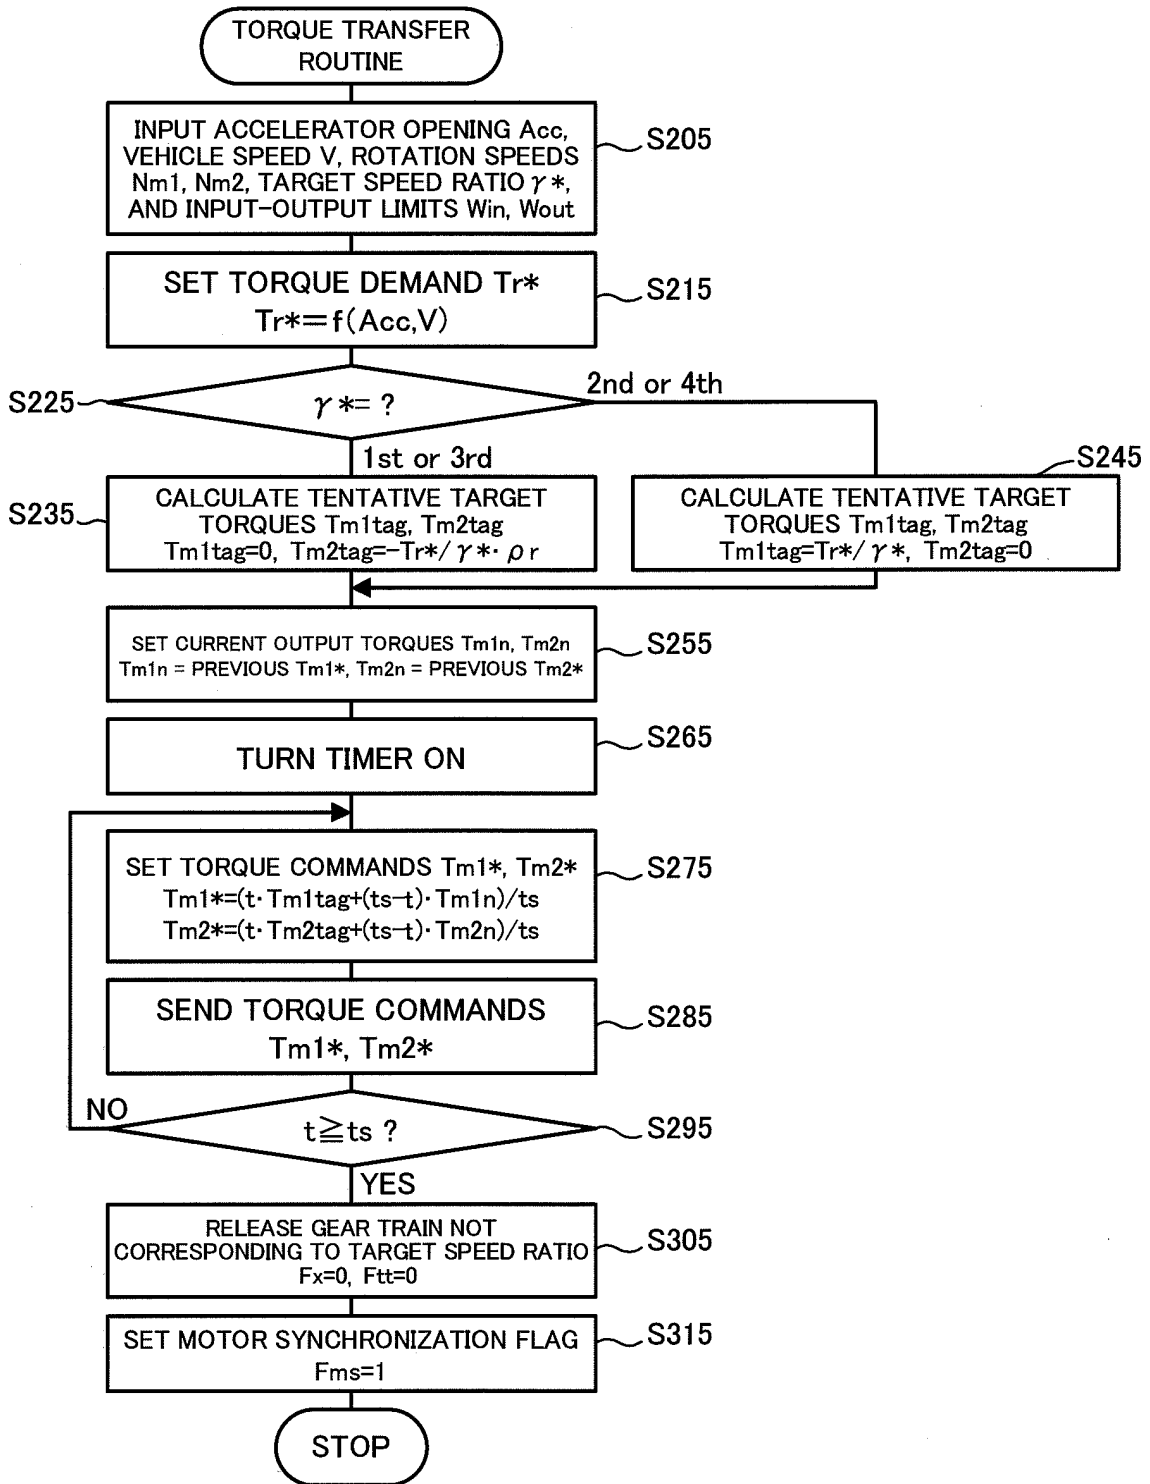 TORQUE TRANSFER
ROUTINE
INPUT ACCELERATOR OPENING Acc,
VEHICLE SPEED V, ROTATION SPEEDS
Nm1, Nm2, TARGET SPEED RATIO γ*,
AND INPUT-OUTPUT LIMITS Win, Wout
S205
SET TORQUE DEMAND Tr*
Tr*=f(Acc,V)
S215
S225
γ*= ?
2nd or 4th
1st or 3rd
S235
CALCULATE TENTATIVE TARGET
TORQUES Tm1tag, Tm2tag
Tm1tag=0, Tm2tag=-Tr*/γ*·ρr
S245
CALCULATE TENTATIVE TARGET
TORQUES Tm1tag, Tm2tag
Tm1tag=Tr*/γ*, Tm2tag=0
SET CURRENT OUTPUT TORQUES Tm1n, Tm2n
Tm1n = PREVIOUS Tm1*, Tm2n = PREVIOUS Tm2*
S255
TURN TIMER ON
S265
SET TORQUE COMMANDS Tm1*, Tm2*
Tm1*=(t·Tm1tag+(ts-t)·Tm1n)/ts
Tm2*=(t·Tm2tag+(ts-t)·Tm2n)/ts
S275
SEND TORQUE COMMANDS
Tm1*, Tm2*
S285
NO
t≧ts ?
S295
YES
RELEASE GEAR TRAIN NOT
CORRESPONDING TO TARGET SPEED RATIO
Fx=0, Ftt=0
S305
SET MOTOR SYNCHRONIZATION FLAG
Fms=1
S315
STOP